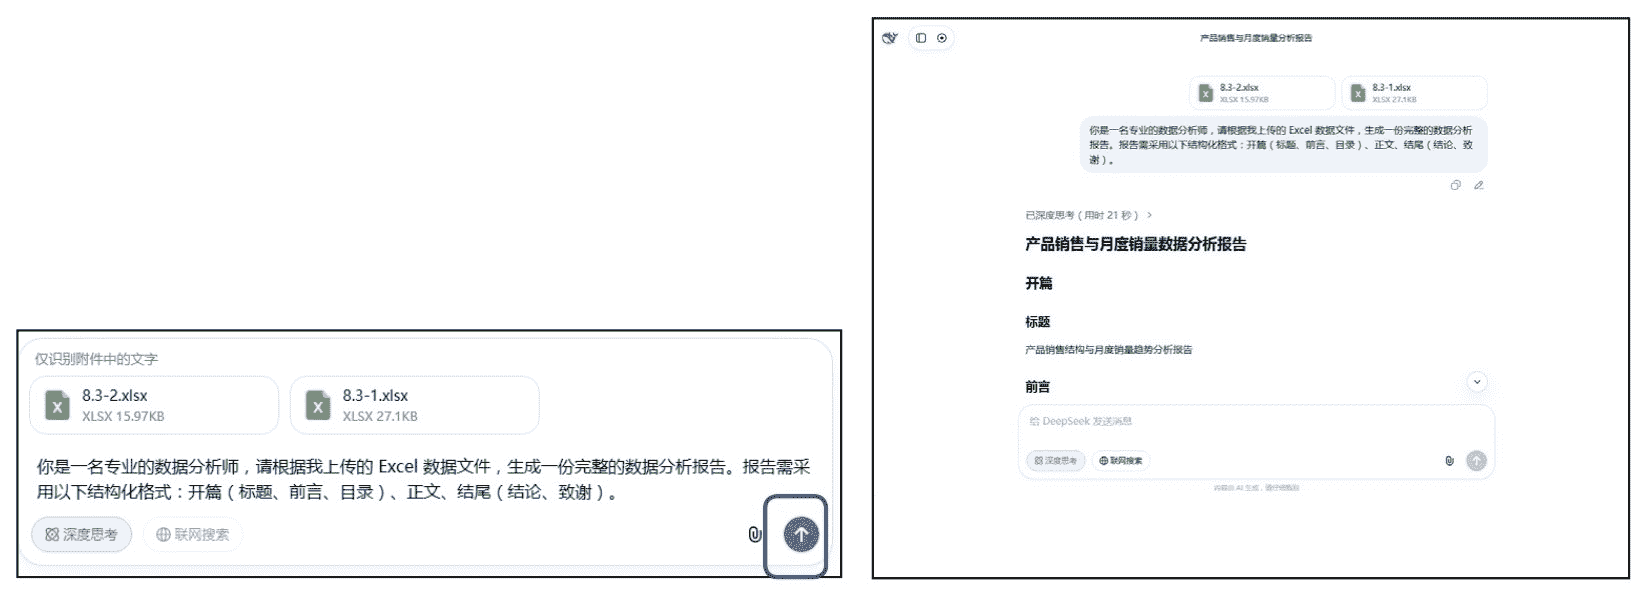 仅识别附件中的文字
8.3-2.xlsx
XLSX 15.97KB
8.3-1.xlsx
XLSX 27.1KB
你是一名专业的数据分析师，请根据我上传的 Excel 数据文件，生成一份完整的数据分析报告。报告需采
用以下结构化格式：开篇（标题、前言、目录）、正文、结尾（结论、致谢）。
深度思考
联网搜索
产品销售与月度销量分析报告
8.3-2.xlsx
XLSX 15.97KB
8.3-1.xlsx
XLSX 27.1KB
你是一名专业的数据分析师，请根据我上传的 Excel 数据文件，生成一份完整的数据分析
报告。报告需采用以下结构化格式：开篇（标题、前言、目录）、正文、结尾（结论、致
谢）。
已深度思考（用时 21 秒）
产品销售与月度销量数据分析报告
开篇
标题
产品销售结构与月度销量趋势分析报告
前言
给 DeepSeek 发送消息
深度思考
联网搜索
内容由 AI 生成，请仔细甄别